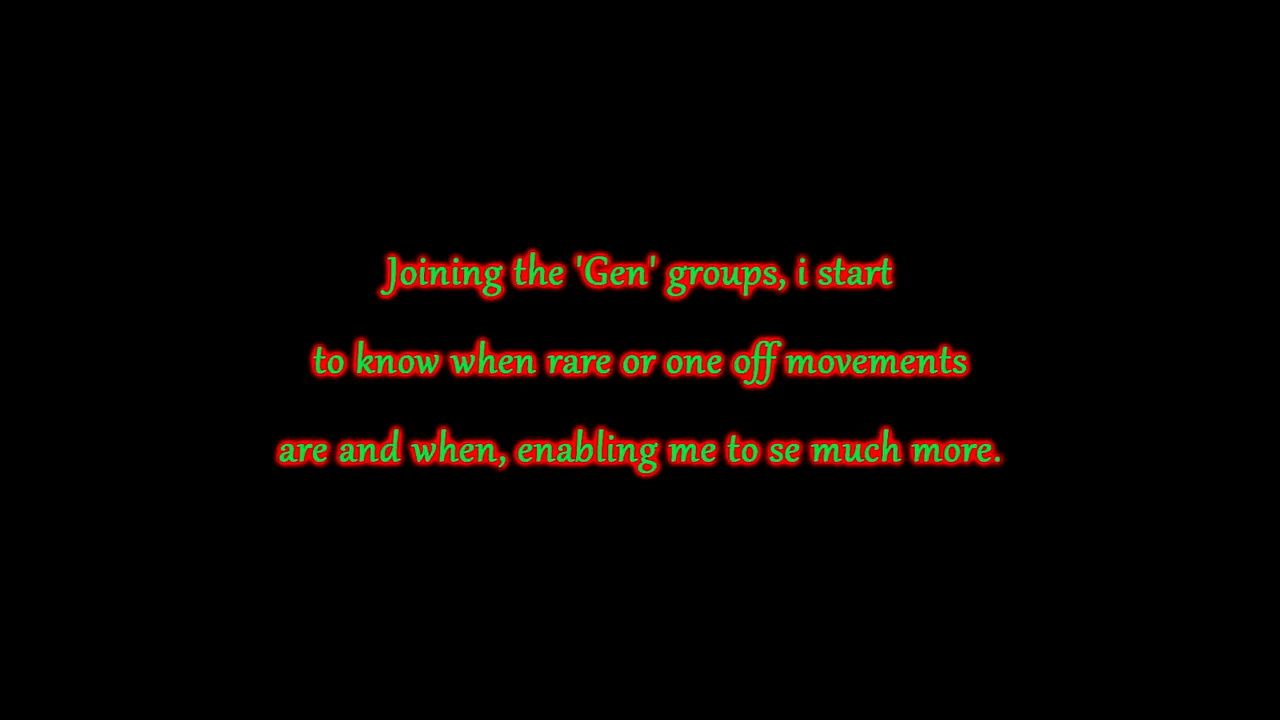 Joining the 'Gen' groups, i start
to know when rare or one off movements
are and when, enabling me to se much more.